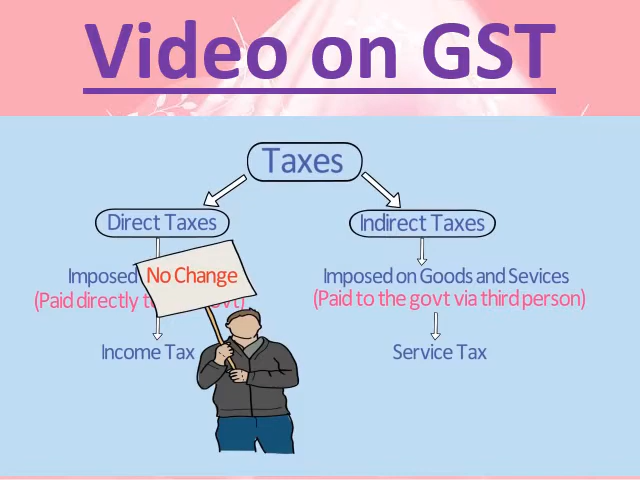 Video on GST
Taxes
Direct Taxes
Indirect Taxes
Imposed
No Change
Imposed on Goods and Sevices
(Paid directly
(Paid to the govt via third person)
Income Tax
Service Tax